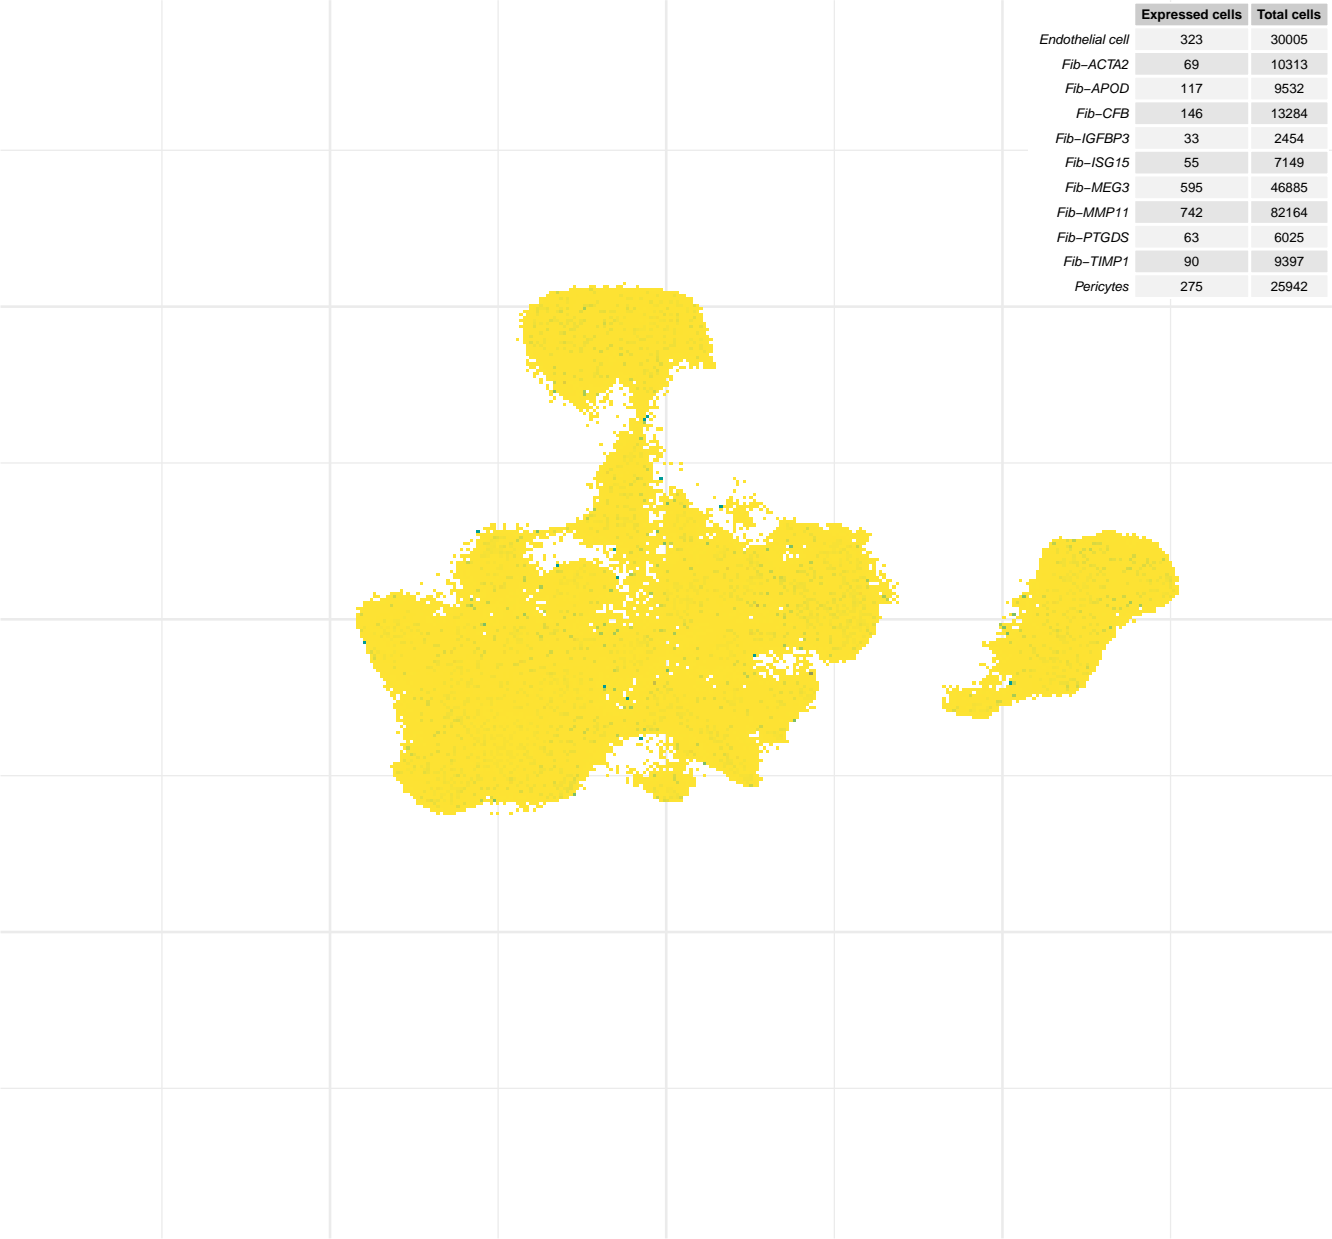 Expressed cells Total cells
Endothelial cell 323 30005
Fib−ACTA2 69 10313
Fib−APOD 117 9532
Fib−CFB 146 13284
Fib−IGFBP3 33 2454
Fib−ISG15 55 7149
Fib−MEG3 595 46885
Fib−MMP11 742 82164
Fib−PTGDS 63 6025
Fib−TIMP1 90 9397
Pericytes 275 25942